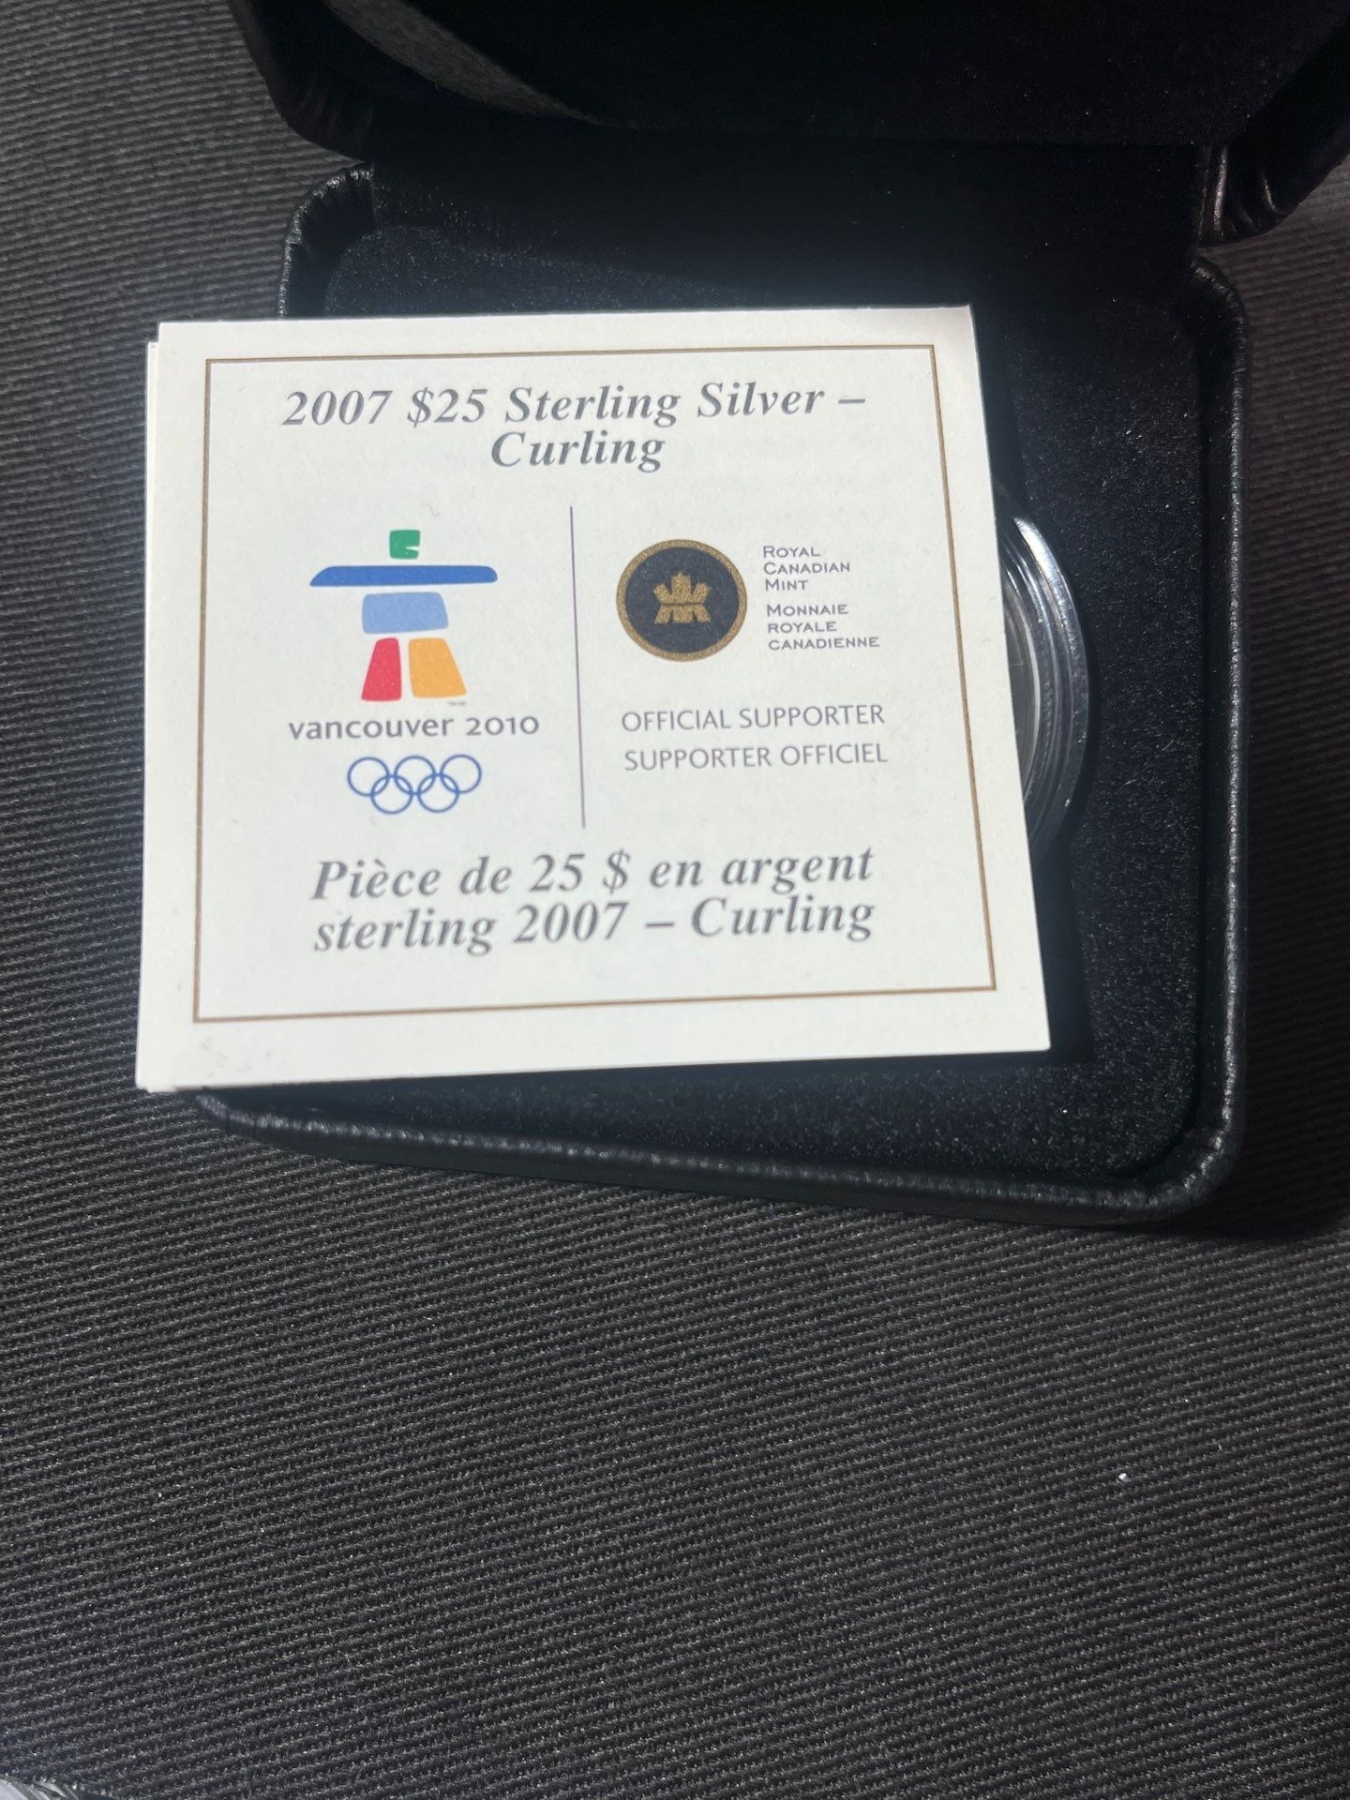 2007 $25 Sterling Silver –
Curling
vancouver 2010
ROYAL
CANADIAN
MINT
MONNAIE
ROYALE
CANADIENNE
OFFICIAL SUPPORTER
SUPPORTER OFFICIEL
Pièce de 25 $ en argent
sterling 2007 – Curling